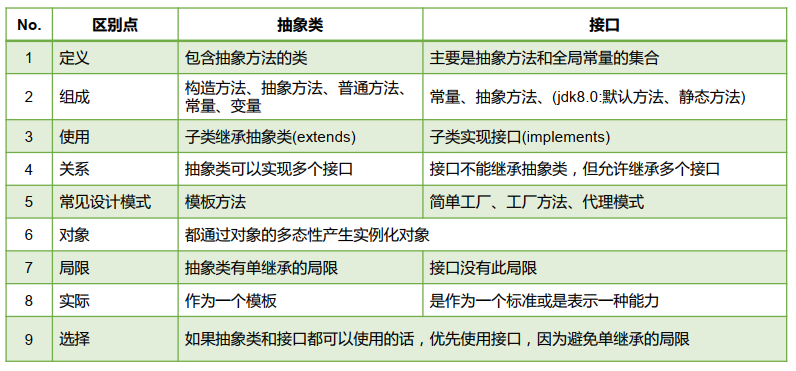 No. 区别点 抽象类 接口
1 定义 包含抽象方法的类 主要是抽象方法和全局常量的集合
2 组成 构造方法、抽象方法、普通方法、
常量、变量 常量、抽象方法、(jdk8.0:默认方法、静态方法)
3 使用 子类继承抽象类(extends) 子类实现接口(implements)
4 关系 抽象类可以实现多个接口 接口不能继承抽象类，但允许继承多个接口
5 常见设计模式 模板方法 简单工厂、工厂方法、代理模式
6 对象 都通过对象的多态性产生实例化对象
7 局限 抽象类有单继承的局限 接口没有此局限
8 实际 作为一个模板 是作为一个标准或是表示一种能力
9 选择 如果抽象类和接口都可以使用的话，优先使用接口，因为避免单继承的局限